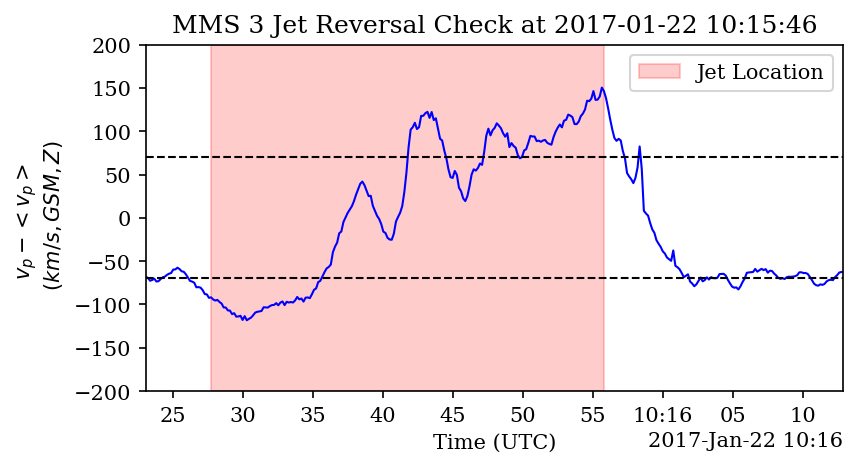 MMS 3 Jet Reversal Check at 2017-01-22 10:15:46
200
150
100
50
0
−50
−100
−150
−200
v_p − < v_p >
(km/s, GSM, Z)
Jet Location
25 30 35 40 45 50 55 10:16 05 10
Time (UTC)
2017-Jan-22 10:16